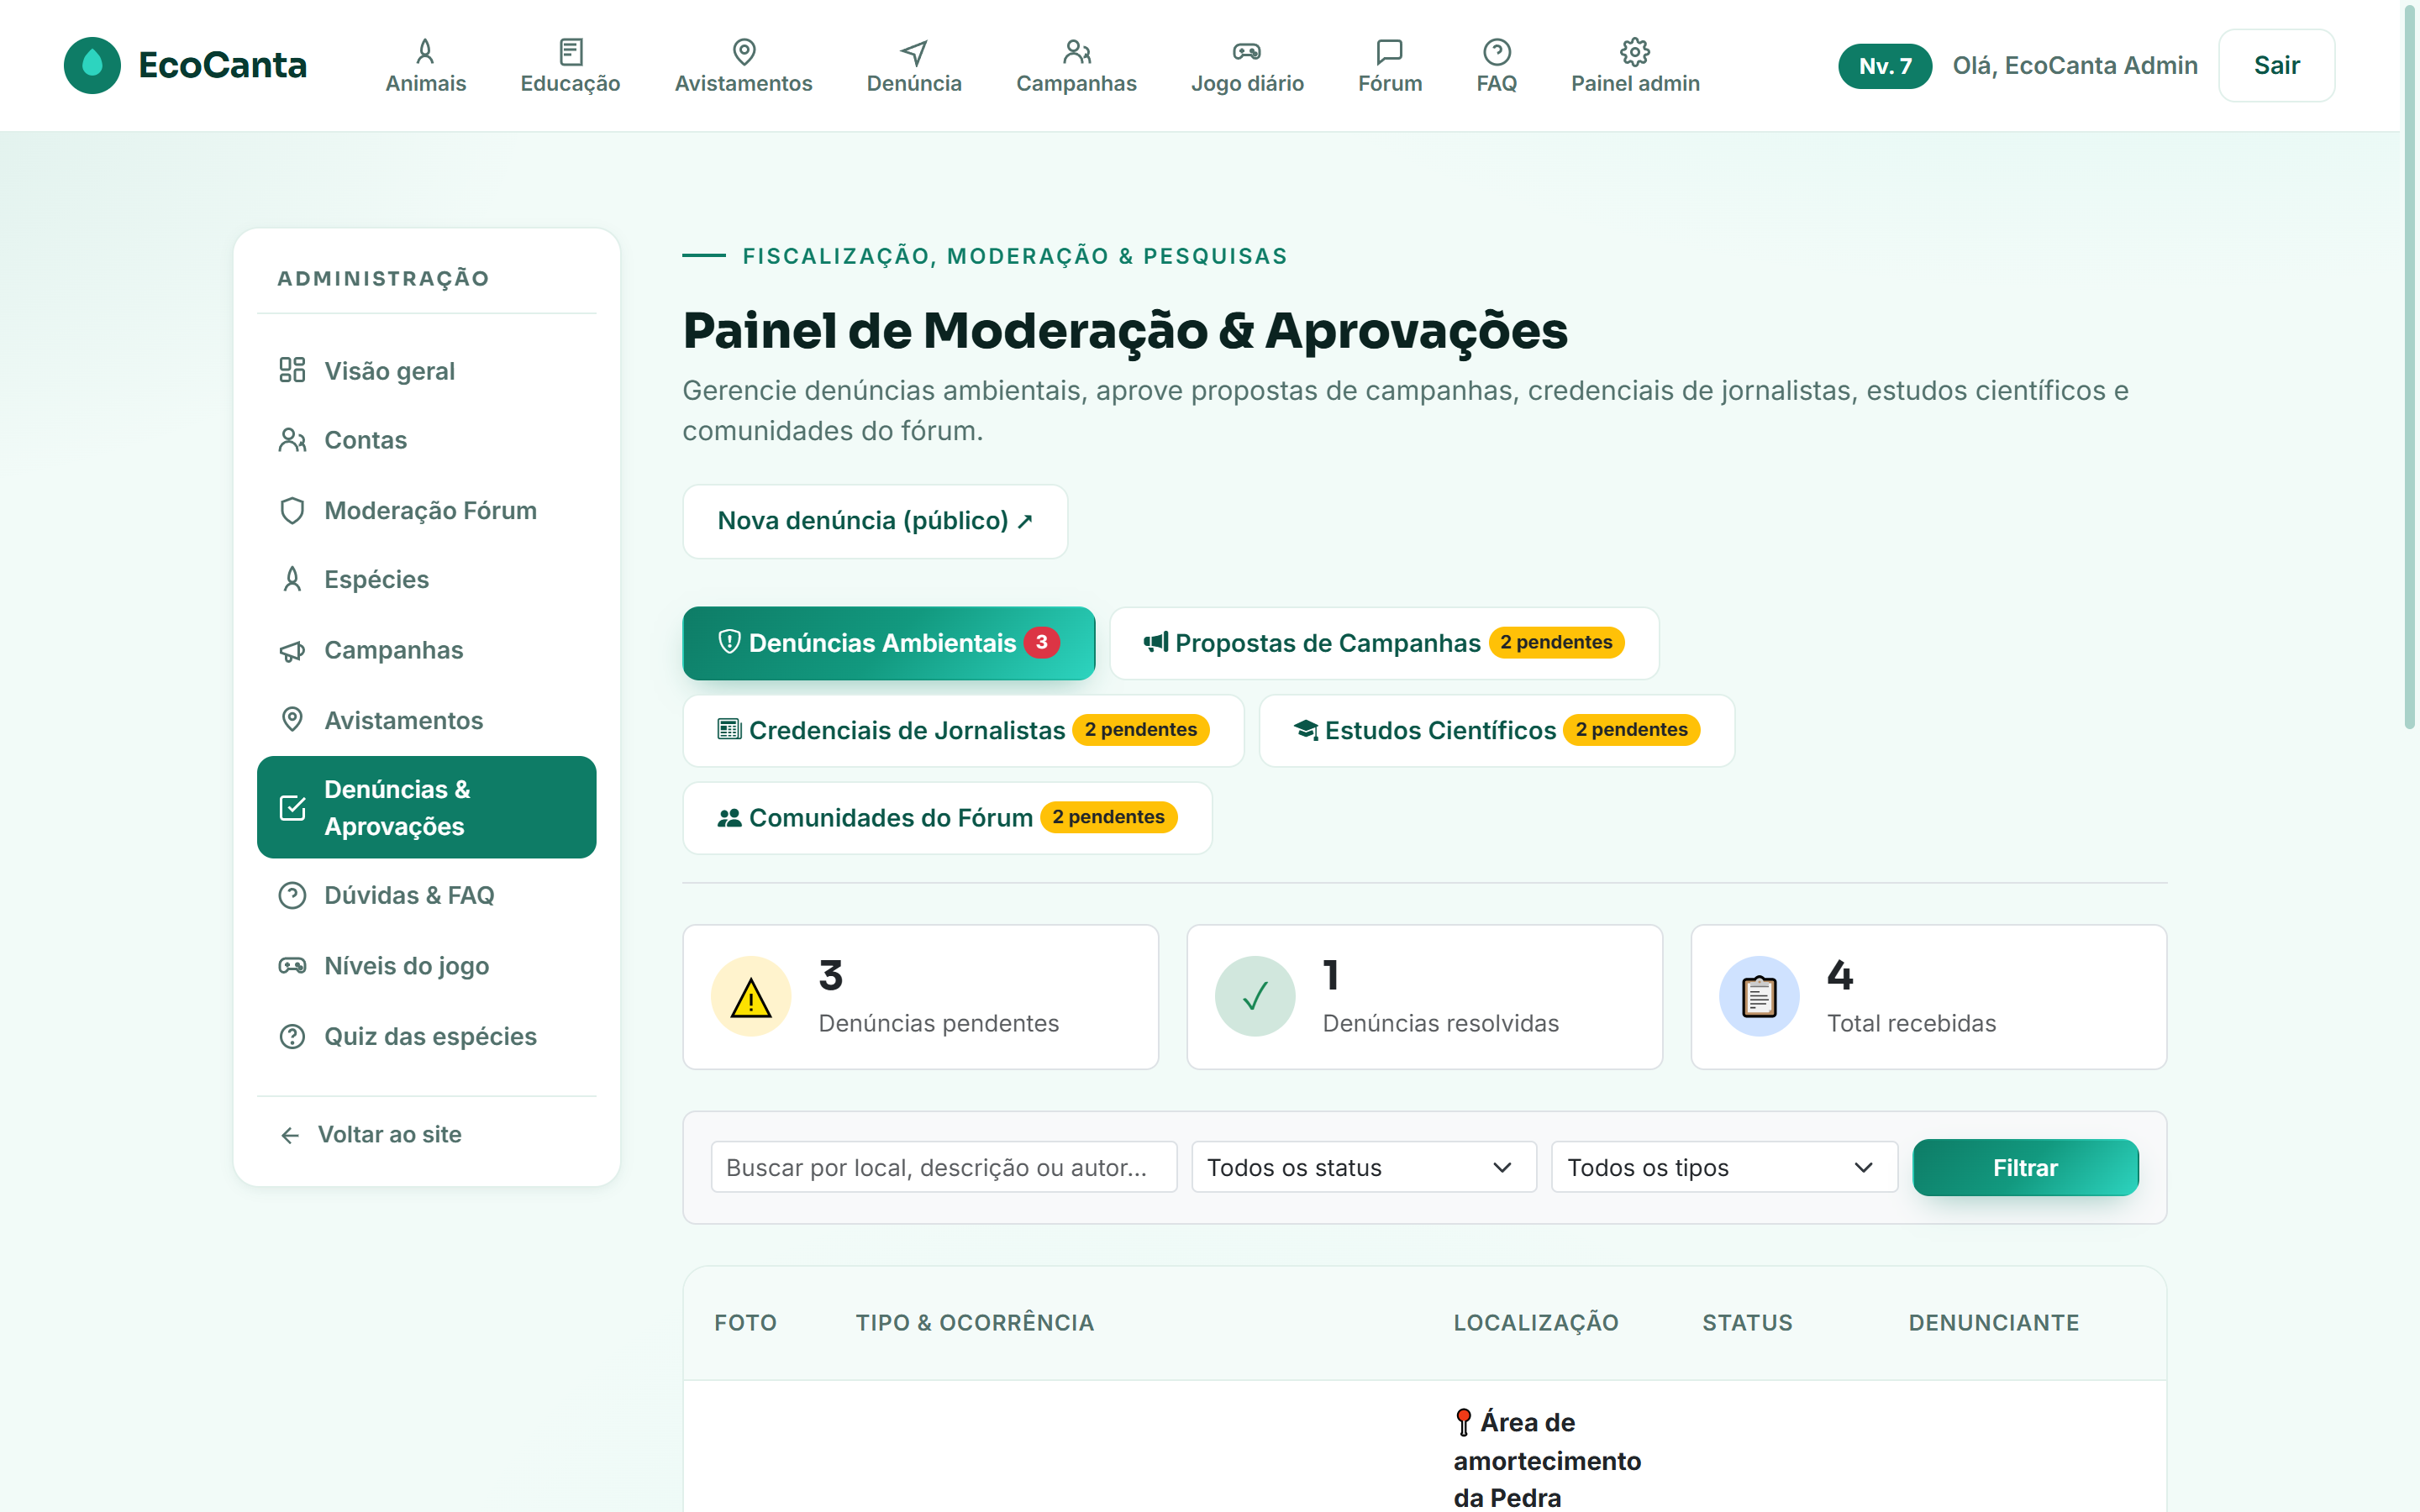 EcoCanta
Animais
Educação
Avistamentos
Denúncia
Campanhas
Jogo diário
Fórum
FAQ
Painel admin
Nv. 7
Olá, EcoCanta Admin
Sair
ADMINISTRAÇÃO
Visão geral
Contas
Moderação Fórum
Espécies
Campanhas
Avistamentos
Denúncias &
Aprovações
Dúvidas & FAQ
Níveis do jogo
Quiz das espécies
← Voltar ao site
FISCALIZAÇÃO, MODERAÇÃO & PESQUISAS
Painel de Moderação & Aprovações
Gerencie denúncias ambientais, aprove propostas de campanhas, credenciais de jornalistas, estudos científicos e
comunidades do fórum.
Nova denúncia (público) ↗
Denúncias Ambientais 3
Propostas de Campanhas 2 pendentes
Credenciais de Jornalistas 2 pendentes
Estudos Científicos 2 pendentes
Comunidades do Fórum 2 pendentes
3
Denúncias pendentes
1
Denúncias resolvidas
4
Total recebidas
Buscar por local, descrição ou autor...
Todos os status
Todos os tipos
Filtrar
FOTO
TIPO & OCORRÊNCIA
LOCALIZAÇÃO
STATUS
DENUNCIANTE
📍 Área de
amortecimento
da Pedra